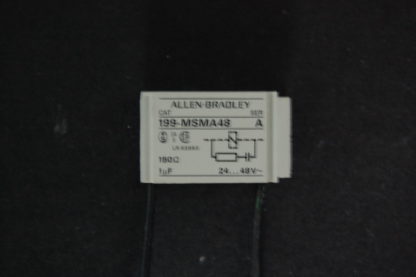 ALLEN-BRADLEY
CAT. SER.
199-MSMA48 A
150Ω
1µF 24...48V~